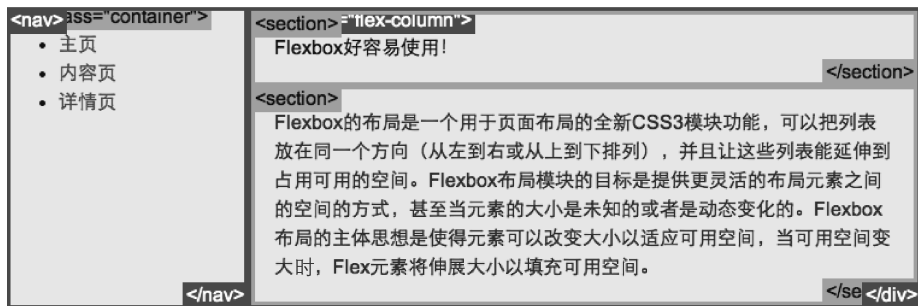 <nav>
ass="container">
主页
内容页
详情页
</nav>
<section>
="flex-column">
Flexbox好容易使用！
</section>
<section>
Flexbox的布局是一个用于页面布局的全新CSS3模块功能，可以把列表
放在同一个方向（从左到右或从上到下排列），并且让这些列表能延伸到
占用可用的空间。Flexbox布局模块的目标是提供更灵活的布局元素之间
的空间的方式，甚至当元素的大小是未知的或者是动态变化的。Flexbox
布局的主体思想是使得元素可以改变大小以适应可用空间，当可用空间变
大时，Flex元素将伸展大小以填充可用空间。
</se
</div>